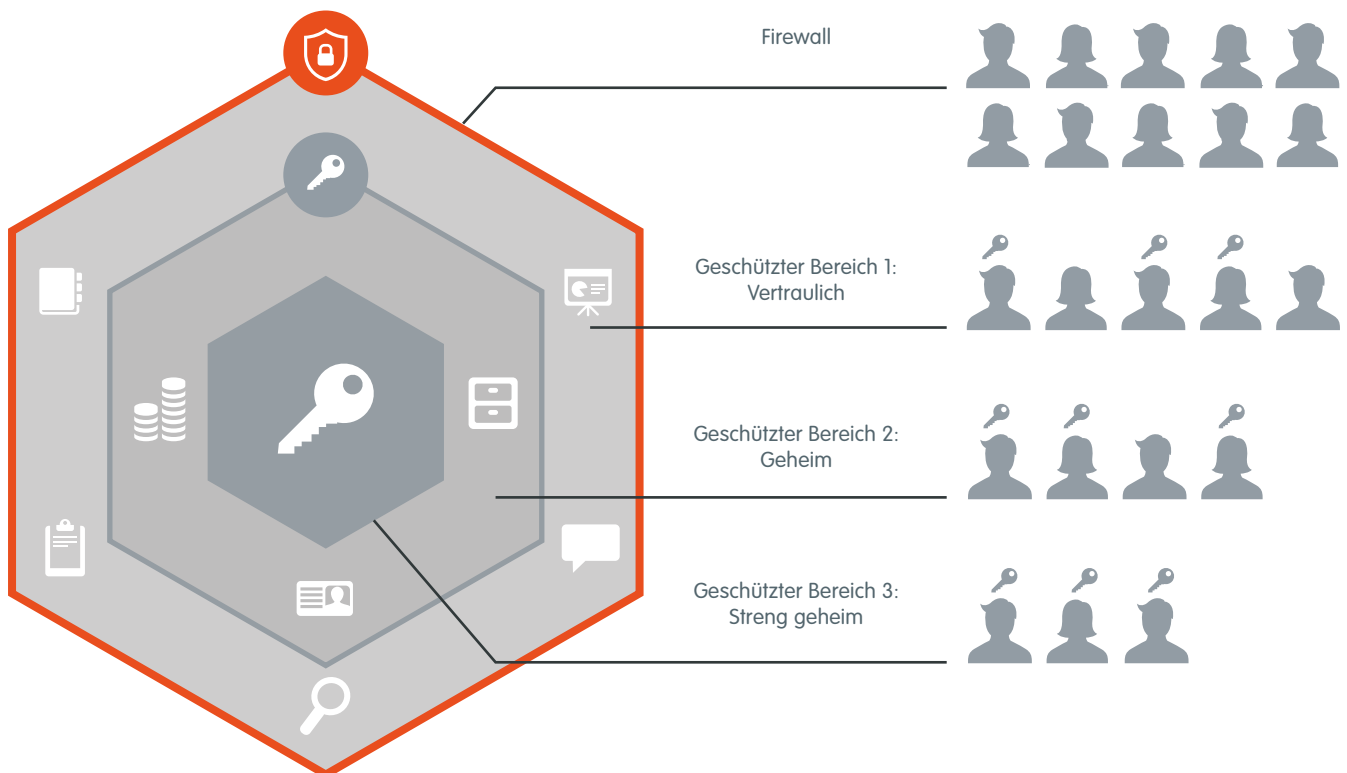 Firewall
Geschützter Bereich 1:
Vertraulich
Geschützter Bereich 2:
Geheim
Geschützter Bereich 3:
Streng geheim